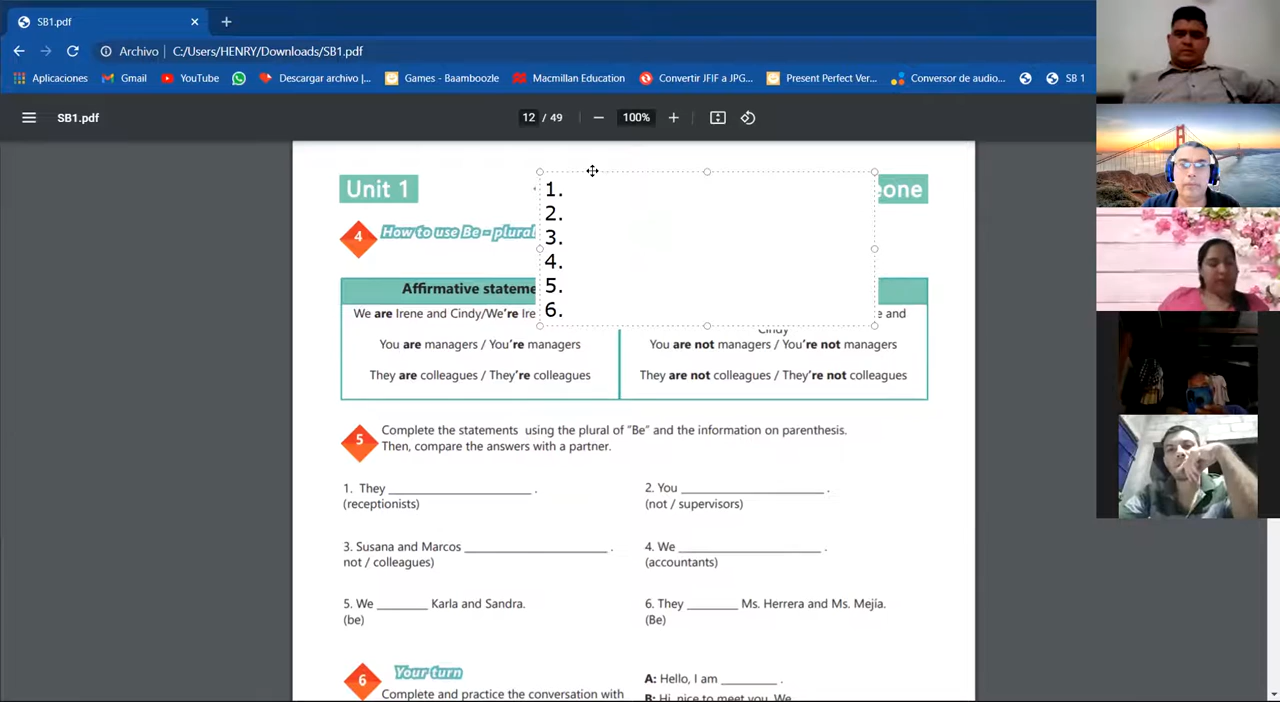 SB1.pdf
Archivo C:/Users/HENRY/Downloads/SB1.pdf
Aplicaciones Gmail YouTube Descargar archivo |... Games - Baamboozle Macmillan Education Convertir JFIF a JPG... Present Perfect Ver... Conversor de audio... SB 1
SB1.pdf 12 / 49 100%
Unit 1
one
4 How to use Be - plural
1.
2.
3.
4.
5.
6.
Affirmative stateme
We are Irene and Cindy/We're Ire
e and
Cindy
You are managers / You're managers
You are not managers / You're not managers
They are colleagues / They're colleagues
They are not colleagues / They're not colleagues
5 Complete the statements using the plural of "Be" and the information on parenthesis.
Then, compare the answers with a partner.
1. They ________________ .
(receptionists)
2. You ________________ .
(not / supervisors)
3. Susana and Marcos ________________ .
not / colleagues)
4. We ________________ .
(accountants)
5. We ______ Karla and Sandra.
(be)
6. They ______ Ms. Herrera and Ms. Mejía.
(Be)
6 Your turn
Complete and practice the conversation with
A: Hello, I am ______ .
B: Hi, nice to meet you. We